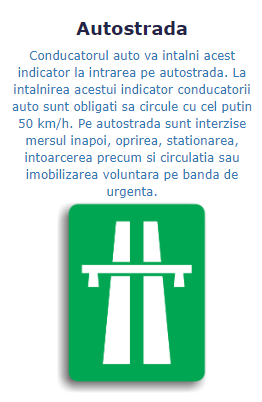 Autostrada
Conducatorul auto va intalni acest
indicator la intrarea pe autostrada. La
intalnirea acestui indicator conducatorii
auto sunt obligati sa circule cu cel putin
50 km/h. Pe autostrada sunt interzise
mersul inapoi, oprirea, stationarea,
intoarcerea precum si circulatia sau
imobilizarea voluntara pe banda de
urgenta.